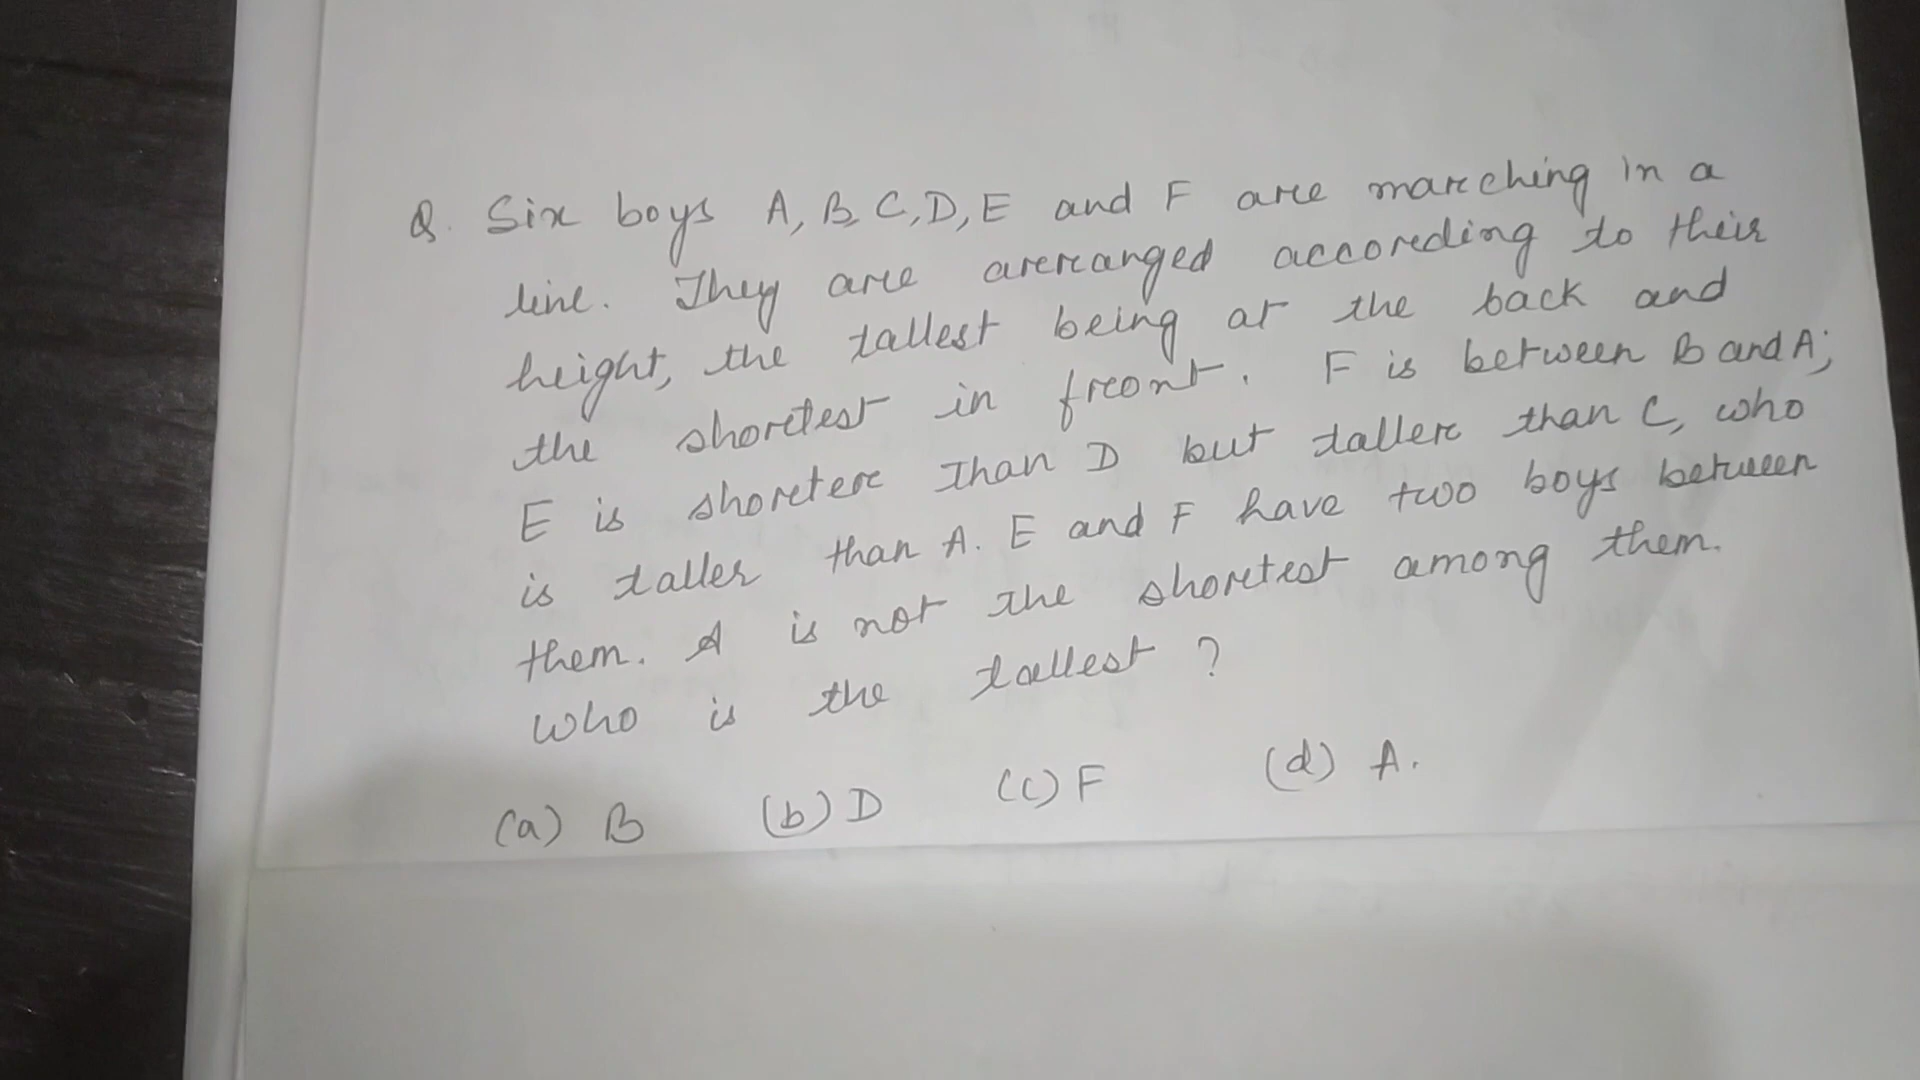 Q. Six boys A, B, C, D, E and F are marching in a
line. They are arranged according to their
height, the tallest being at the back and
the shortest in front. F is between B and A;
E is shorter than D but taller than C, who
is taller than A. E and F have two boys between
them. A is not the shortest among them.
Who is the tallest ?
(a) B (b) D (c) F (d) A.